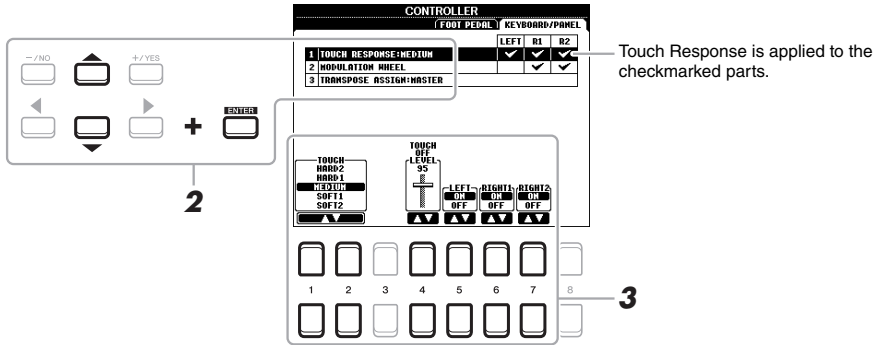 CONTROLLER
FOOT PEDAL KEYBOARD/PANEL
LEFT R1 R2
1 TOUCH RESPONSE:MEDIUM
2 MODULATION WHEEL
3 TRANSPOSE ASSIGN:MASTER
Touch Response is applied to the
checkmarked parts.
–/NO +/YES
ENTER
+
2
TOUCH
HARD2
HARD1
MEDIUM
SOFT1
SOFT2
TOUCH
OFF
LEVEL
95
LEFT RIGHT1 RIGHT2
ON ON ON
OFF OFF OFF
1 2 3 4 5 6 7 8
3